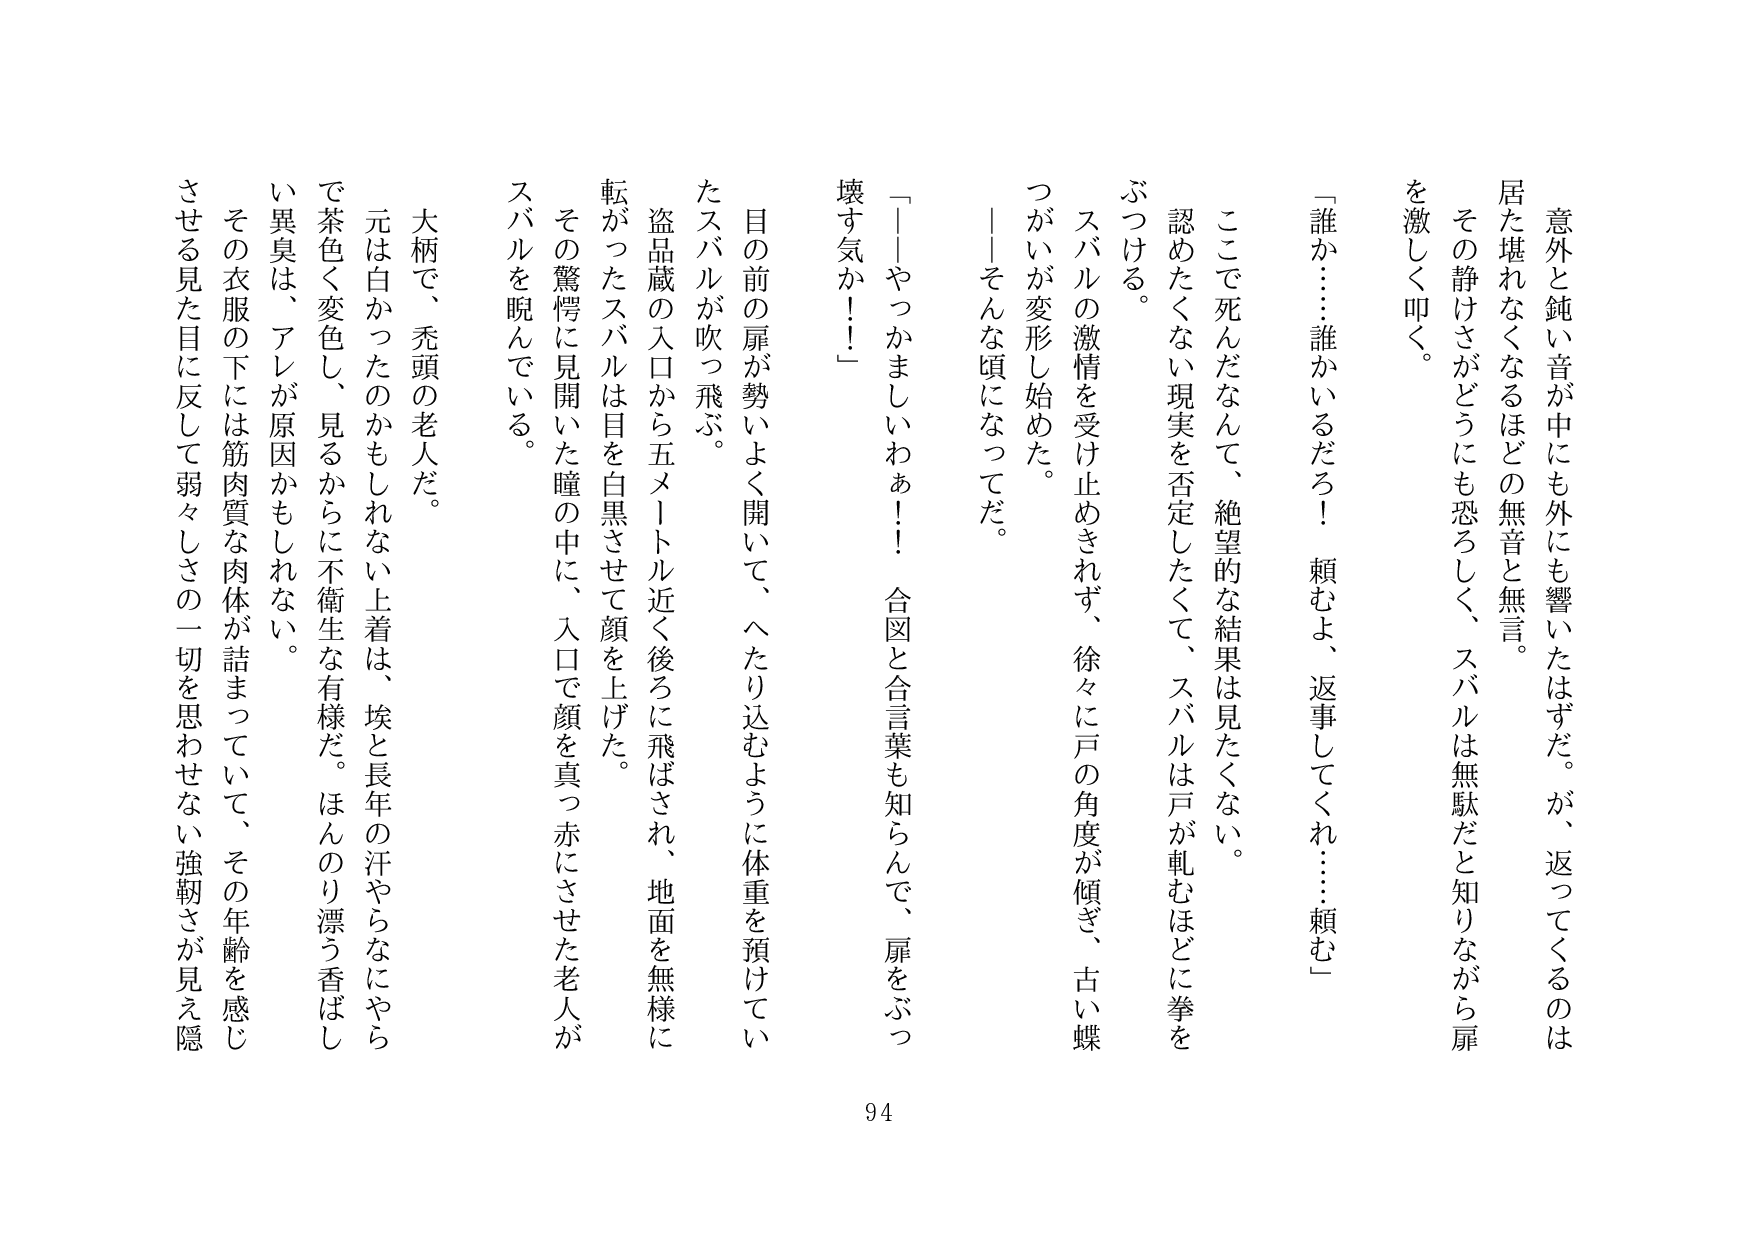 意外と鈍い音が中にも外にも響いたはずだ。が、返ってくるのは
居た堪れなくなるほどの無音と無言。
　その静けさがどうにも恐ろしく、スバルは無駄だと知りながら扉
を激しく叩く。
「誰か……誰かいるだろ！　頼むよ、返事してくれ……頼む」
　ここで死んだなんて、絶望的な結果は見たくない。
　認めたくない現実を否定したくて、スバルは戸が軋むほどに拳を
ぶつける。
　スバルの激情を受け止めきれず、徐々に戸の角度が傾ぎ、古い蝶
つがいが変形し始めた。
　――そんな頃になってだ。
「――やっかましいわぁ！！　合図と合言葉も知らんで、扉をぶっ
壊す気か！！」
　目の前の扉が勢いよく開いて、へたり込むように体重を預けてい
たスバルが吹っ飛ぶ。
　盗品蔵の入口から五メートル近く後ろに飛ばされ、地面を無様に
転がったスバルは目を白黒させて顔を上げた。
　その驚愕に見開いた瞳の中に、入口で顔を真っ赤にさせた老人が
スバルを睨んでいる。
　大柄で、禿頭の老人だ。
　元は白かったのかもしれない上着は、埃と長年の汗やらなにやら
で茶色く変色し、見るからに不衛生な有様だ。ほんのり漂う香ばし
い異臭は、アレが原因かもしれない。
　その衣服の下には筋肉質な肉体が詰まっていて、その年齢を感じ
させる見た目に反して弱々しさの一切を思わせない強靭さが見え隠
94